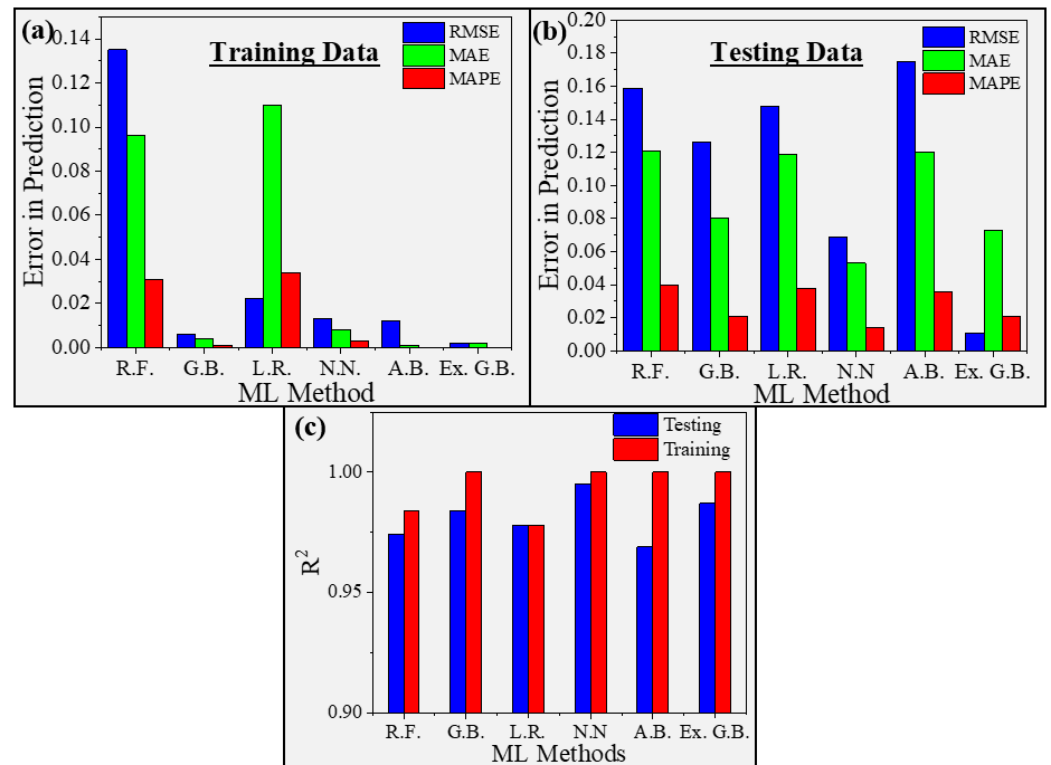 (a)
Training Data
RMSE
MAE
MAPE
Error in Prediction
0.14
0.12
0.10
0.08
0.06
0.04
0.02
0.00
R.F. G.B. L.R. N.N. A.B. Ex. G.B.
ML Method
(b)
Testing Data
RMSE
MAE
MAPE
Error in Prediction
0.20
0.18
0.16
0.14
0.12
0.10
0.08
0.06
0.04
0.02
0.00
R.F. G.B. L.R. N.N A.B. Ex. G.B.
ML Method
(c)
Testing
Training
R²
1.00
0.95
0.90
R.F. G.B. L.R. N.N A.B. Ex. G.B.
ML Methods